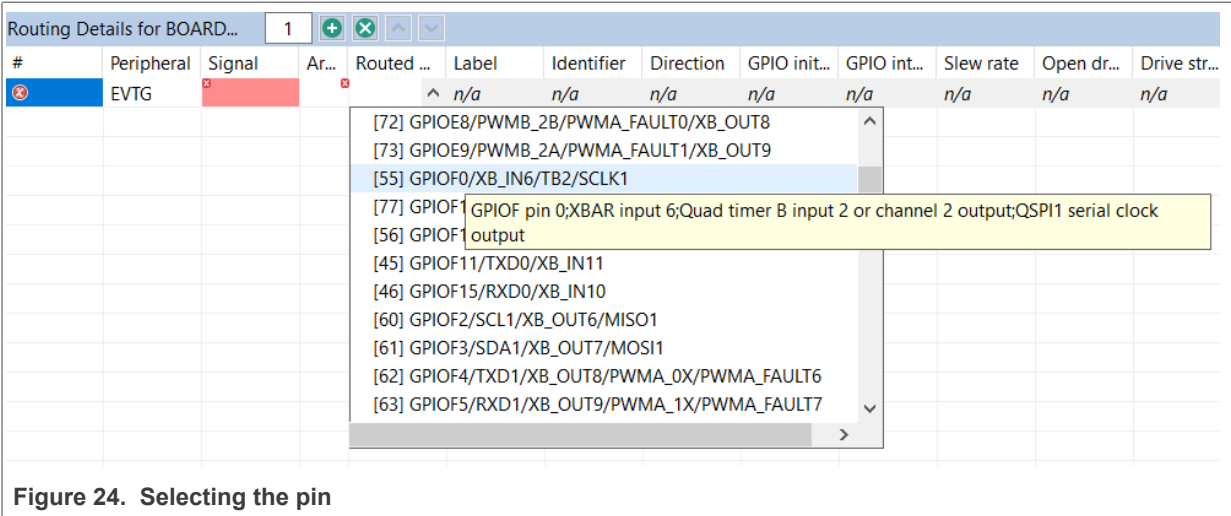 Routing Details for BOARD... 1
# Peripheral Signal Ar... Routed ... Label Identifier Direction GPIO init... GPIO int... Slew rate Open dr... Drive str...
EVTG n/a n/a n/a n/a n/a n/a n/a n/a
[72] GPIOE8/PWMB_2B/PWMA_FAULT0/XB_OUT8
[73] GPIOE9/PWMB_2A/PWMA_FAULT1/XB_OUT9
[55] GPIOF0/XB_IN6/TB2/SCLK1
[77] GPIOF1
GPIOF pin 0;XBAR input 6;Quad timer B input 2 or channel 2 output;QSPI1 serial clock
output
[56] GPIOF1
[45] GPIOF11/TXD0/XB_IN11
[46] GPIOF15/RXD0/XB_IN10
[60] GPIOF2/SCL1/XB_OUT6/MISO1
[61] GPIOF3/SDA1/XB_OUT7/MOSI1
[62] GPIOF4/TXD1/XB_OUT8/PWMA_0X/PWMA_FAULT6
[63] GPIOF5/RXD1/XB_OUT9/PWMA_1X/PWMA_FAULT7
Figure 24. Selecting the pin